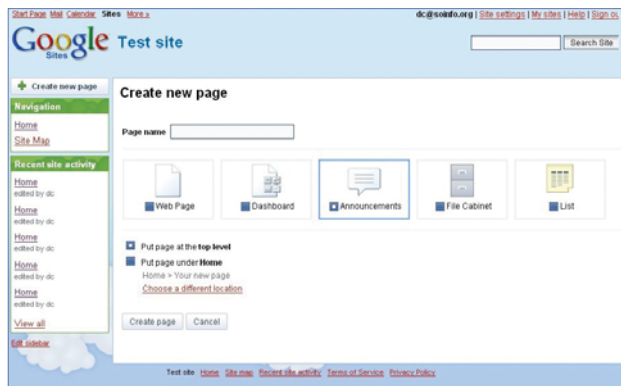 Start Page Mail Calendar Sites More »
dc@soinfo.org | Site settings | My sites | Help | Sign ou
Google
Sites
Test site
Search Site
Create new page
Navigation
Home
Site Map
Recent site activity
Home
edited by dc
Home
edited by dc
Home
edited by dc
Home
edited by dc
Home
edited by dc
View all
Edit sidebar
Create new page
Page name
Web Page Dashboard Announcements File Cabinet List
Put page at the top level
Put page under Home
Home > Your new page
Choose a different location
Create page Cancel
Test site Home Site map Recent site activity Terms of Service Privacy Policy